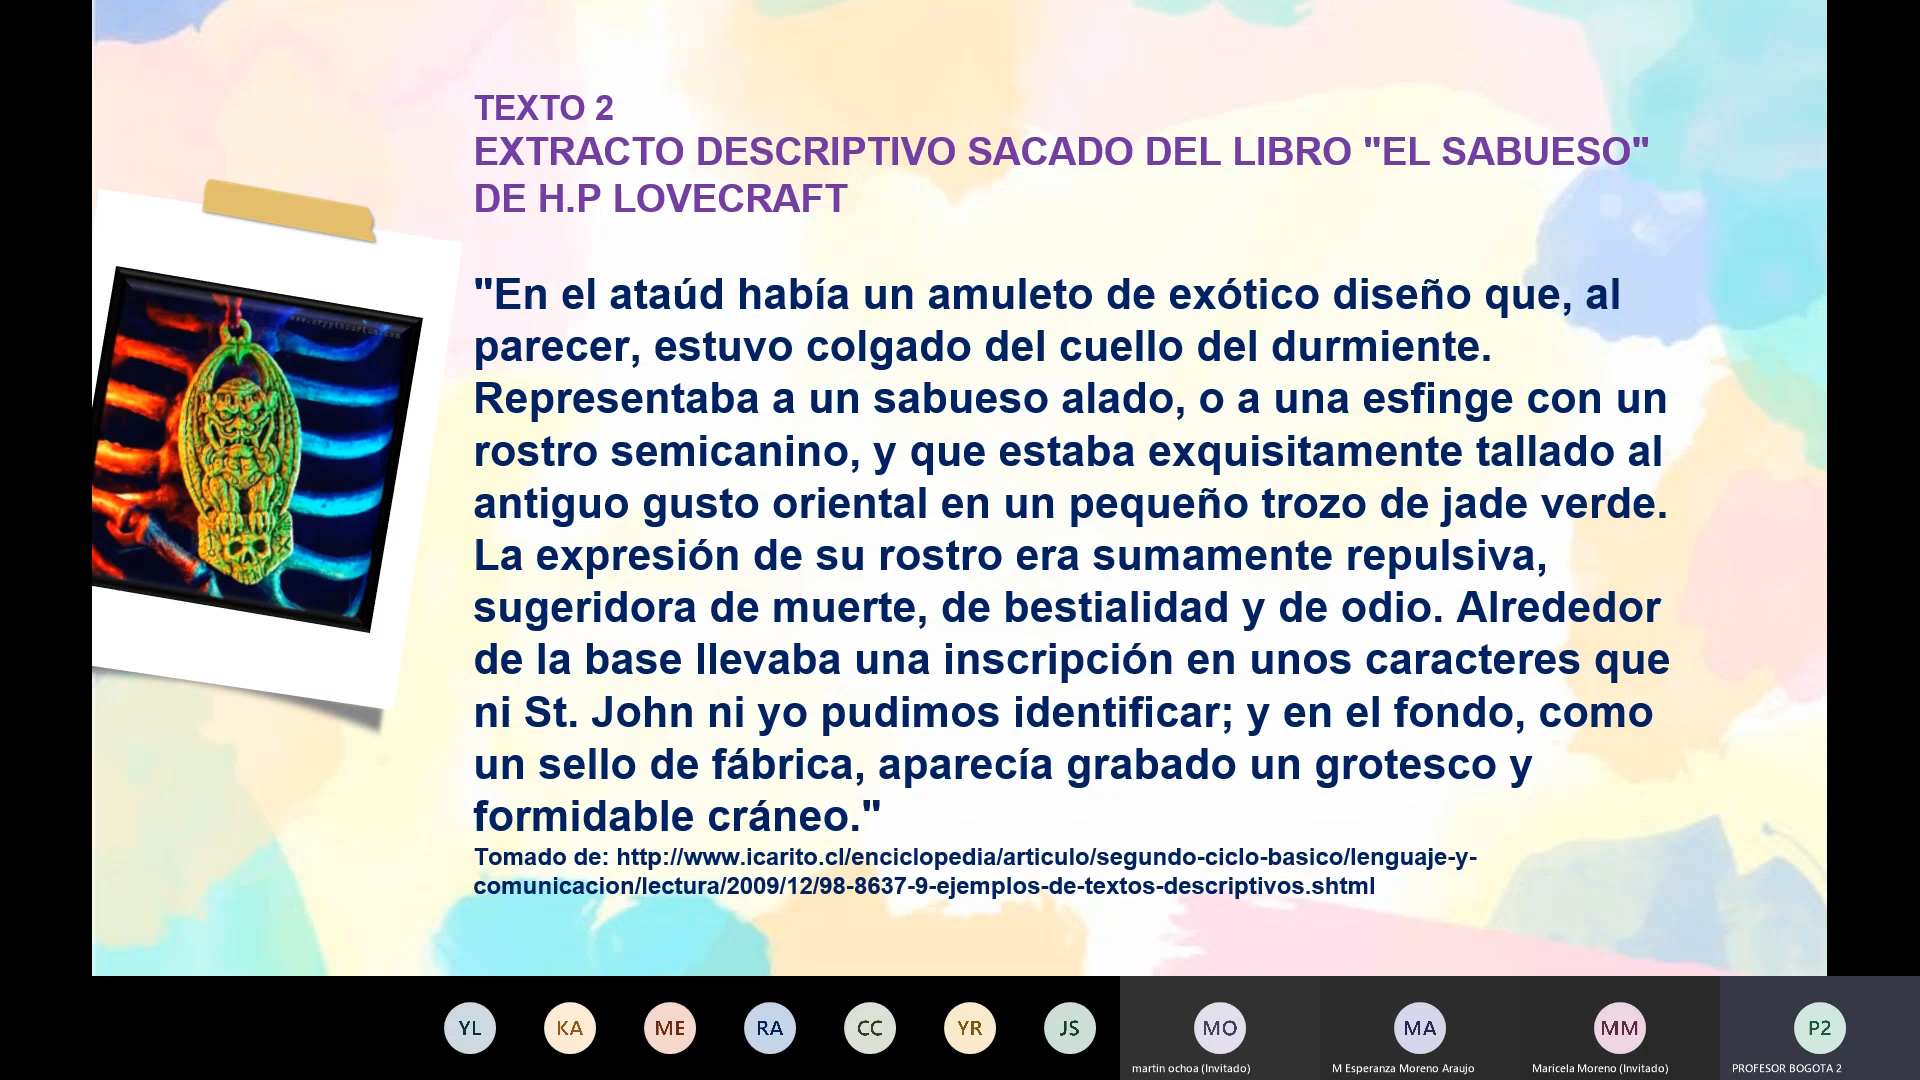 TEXTO 2
EXTRACTO DESCRIPTIVO SACADO DEL LIBRO "EL SABUESO"
DE H.P LOVECRAFT
"En el ataúd había un amuleto de exótico diseño que, al
parecer, estuvo colgado del cuello del durmiente.
Representaba a un sabueso alado, o a una esfinge con un
rostro semicanino, y que estaba exquisitamente tallado al
antiguo gusto oriental en un pequeño trozo de jade verde.
La expresión de su rostro era sumamente repulsiva,
sugeridora de muerte, de bestialidad y de odio. Alrededor
de la base llevaba una inscripción en unos caracteres que
ni St. John ni yo pudimos identificar; y en el fondo, como
un sello de fábrica, aparecía grabado un grotesco y
formidable cráneo."
Tomado de: http://www.icarito.cl/enciclopedia/articulo/segundo-ciclo-basico/lenguaje-y-
comunicacion/lectura/2009/12/98-8637-9-ejemplos-de-textos-descriptivos.shtml
YL KA ME RA CC YR JS MO MA MM P2
martin ochoa (Invitado) M Esperanza Moreno Araujo Maricela Moreno (Invitado) PROFESOR BOGOTA 2